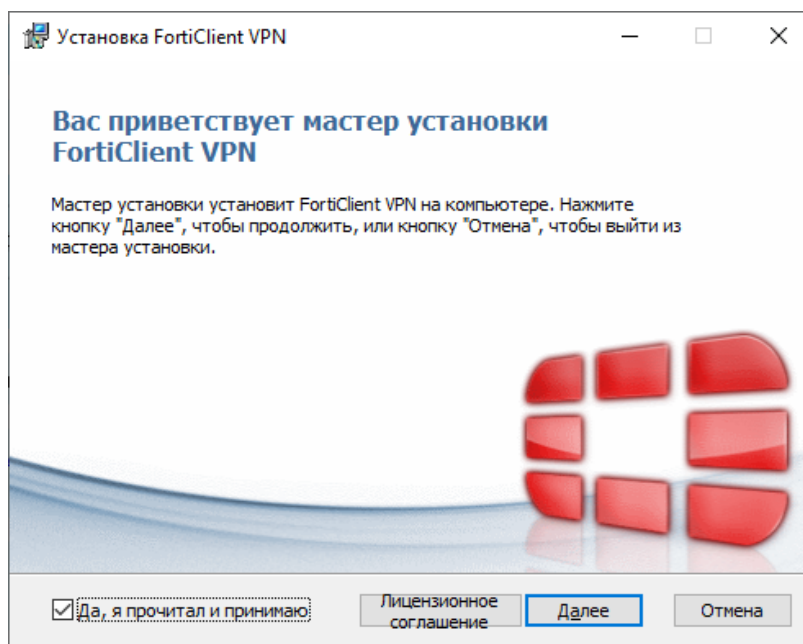 Установка FortiClient VPN
Вас приветствует мастер установки
FortiClient VPN
Мастер установки установит FortiClient VPN на компьютере. Нажмите
кнопку "Далее", чтобы продолжить, или кнопку "Отмена", чтобы выйти из
мастера установки.
Да, я прочитал и принимаю
Лицензионное
соглашение
Далее
Отмена